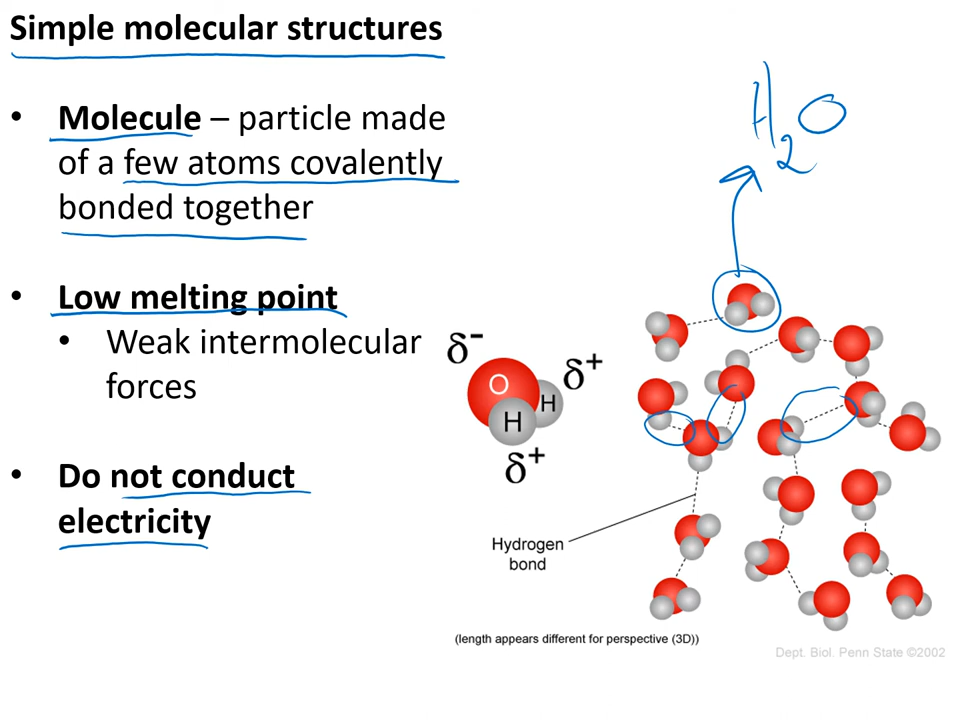 Simple molecular structures
• Molecule – particle made
of a few atoms covalently
bonded together
• Low melting point
• Weak intermolecular
forces
• Do not conduct
electricity
H₂O
δ⁻
δ⁺
O
H
H
δ⁺
Hydrogen
bond
(length appears different for perspective (3D))
Dept. Biol. Penn State ©2002